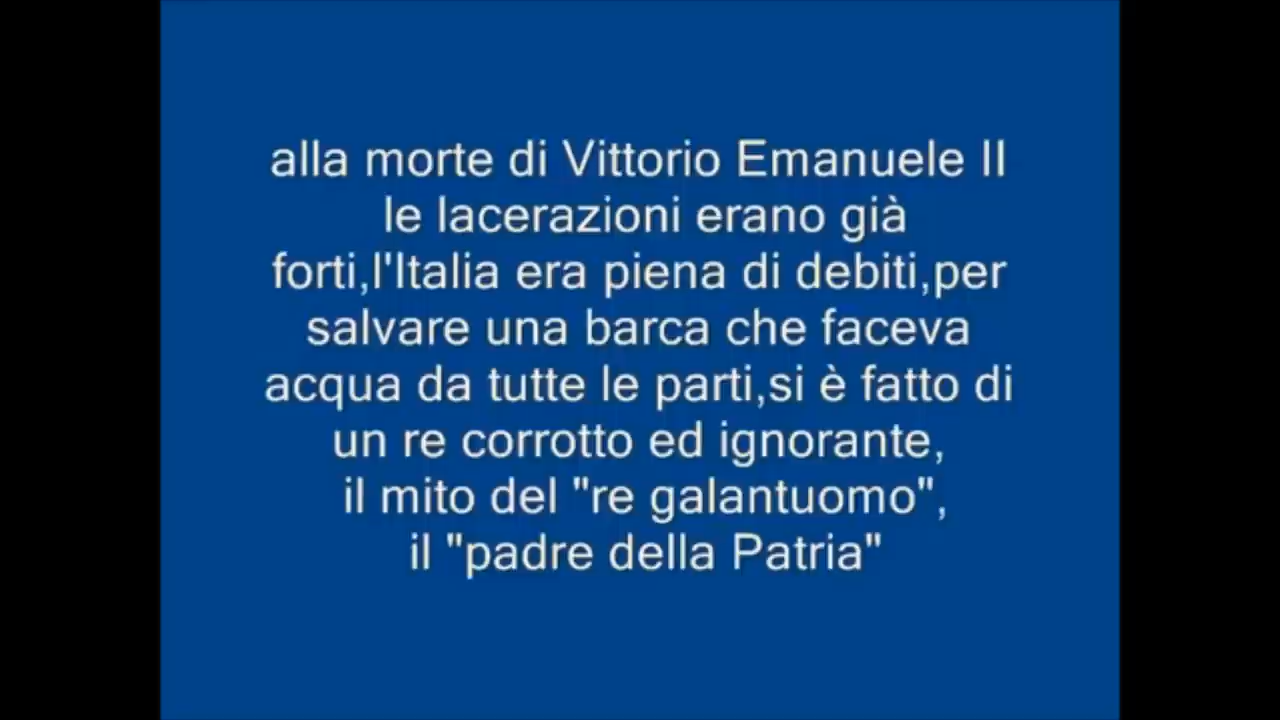 alla morte di Vittorio Emanuele II
le lacerazioni erano già
forti,l'Italia era piena di debiti,per
salvare una barca che faceva
acqua da tutte le parti,si è fatto di
un re corrotto ed ignorante,
il mito del "re galantuomo",
il "padre della Patria"